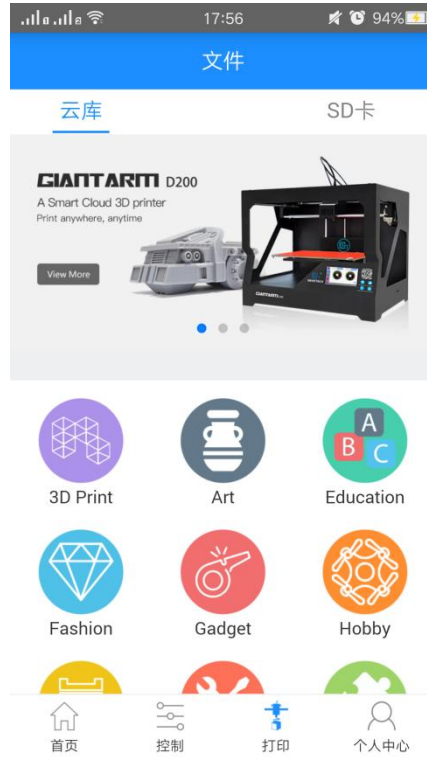 17:56
94%
文件
云库
SD卡
GIANTARM D200
A Smart Cloud 3D printer
Print anywhere, anytime
View More
A
B C
3D Print
Art
Education
Fashion
Gadget
Hobby
首页
控制
打印
个人中心